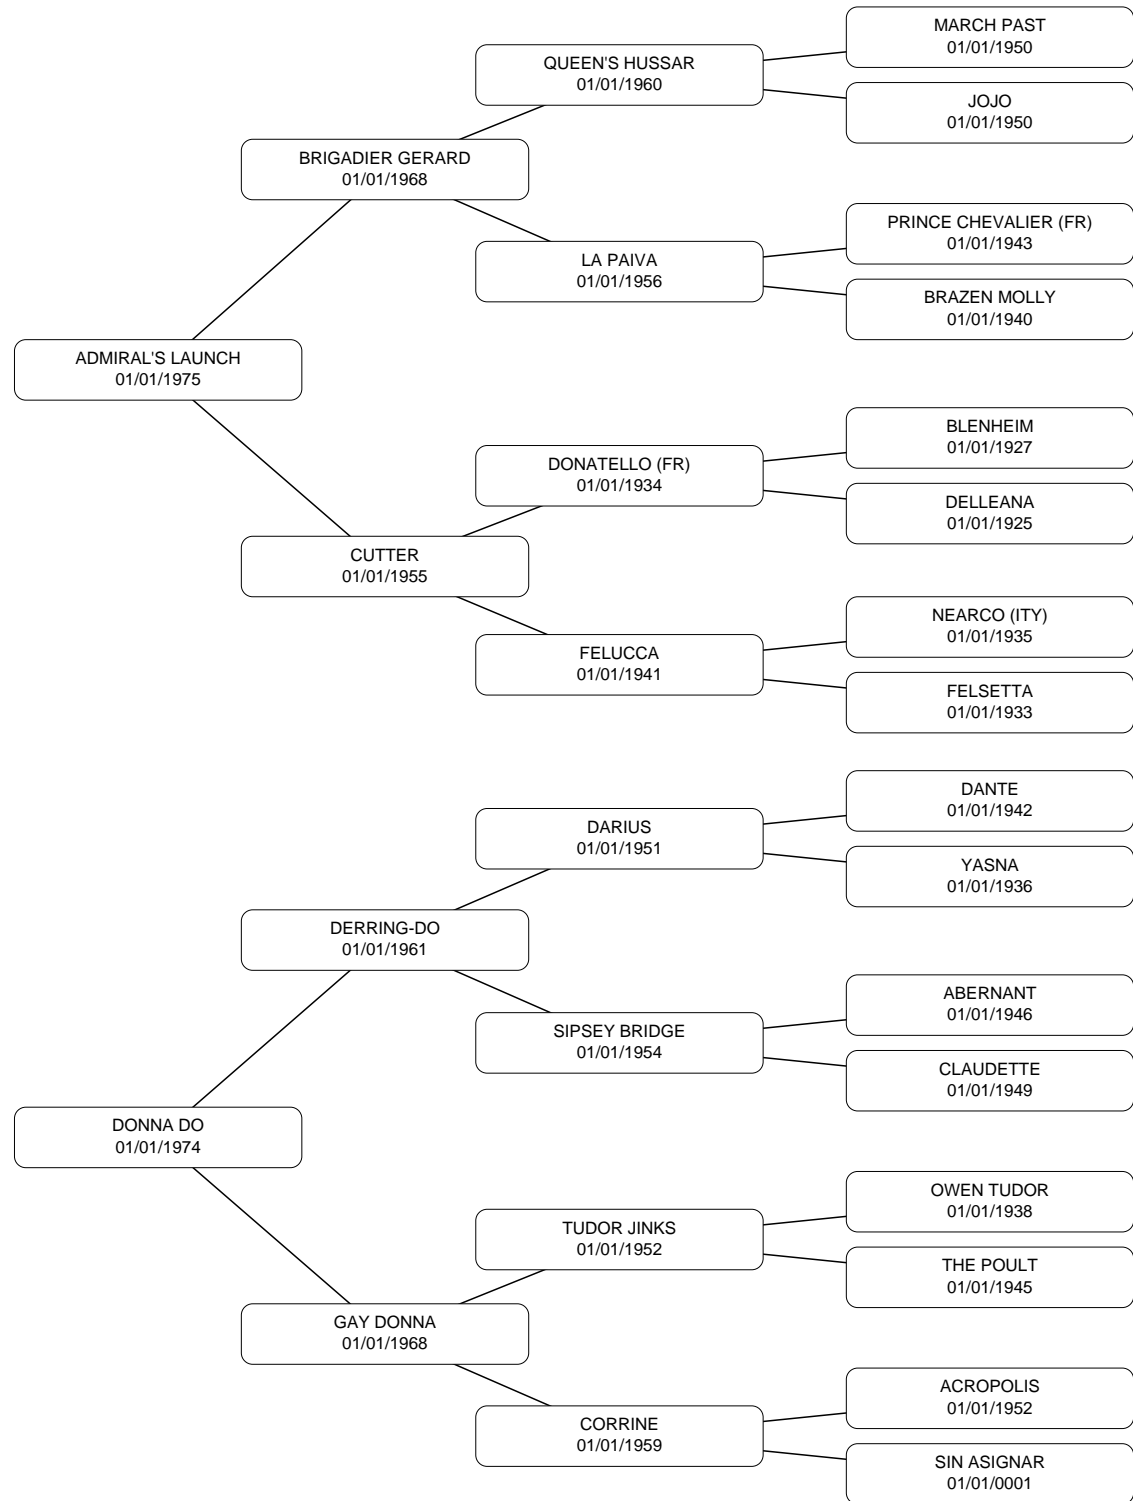 MARCH PAST
01/01/1950
QUEEN'S HUSSAR
01/01/1960
JOJO
01/01/1950
BRIGADIER GERARD
01/01/1968
PRINCE CHEVALIER (FR)
01/01/1943
LA PAIVA
01/01/1956
BRAZEN MOLLY
01/01/1940
ADMIRAL'S LAUNCH
01/01/1975
BLENHEIM
01/01/1927
DONATELLO (FR)
01/01/1934
DELLEANA
01/01/1925
CUTTER
01/01/1955
NEARCO (ITY)
01/01/1935
FELUCCA
01/01/1941
FELSETTA
01/01/1933
DANTE
01/01/1942
DARIUS
01/01/1951
YASNA
01/01/1936
DERRING-DO
01/01/1961
ABERNANT
01/01/1946
SIPSEY BRIDGE
01/01/1954
CLAUDETTE
01/01/1949
DONNA DO
01/01/1974
OWEN TUDOR
01/01/1938
TUDOR JINKS
01/01/1952
THE POULT
01/01/1945
GAY DONNA
01/01/1968
ACROPOLIS
01/01/1952
CORRINE
01/01/1959
SIN ASIGNAR
01/01/0001